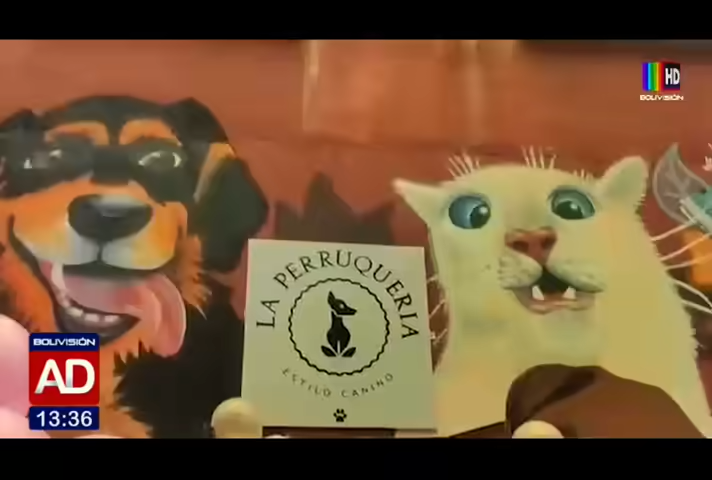 HD
BOLIVISIÓN
LA PERRUQUERIA
ESTILO CANINO
BOLIVISIÓN
AD
13:36